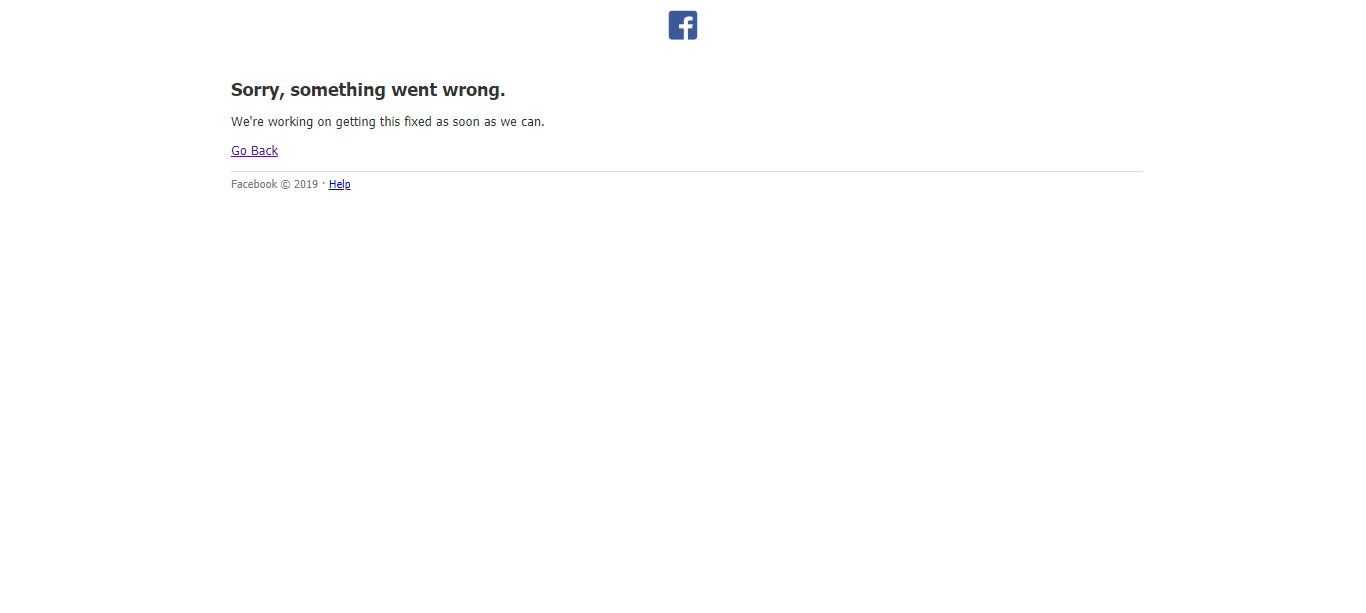 Sorry, something went wrong.
We're working on getting this fixed as soon as we can.
Go Back
Facebook © 2019 · Help